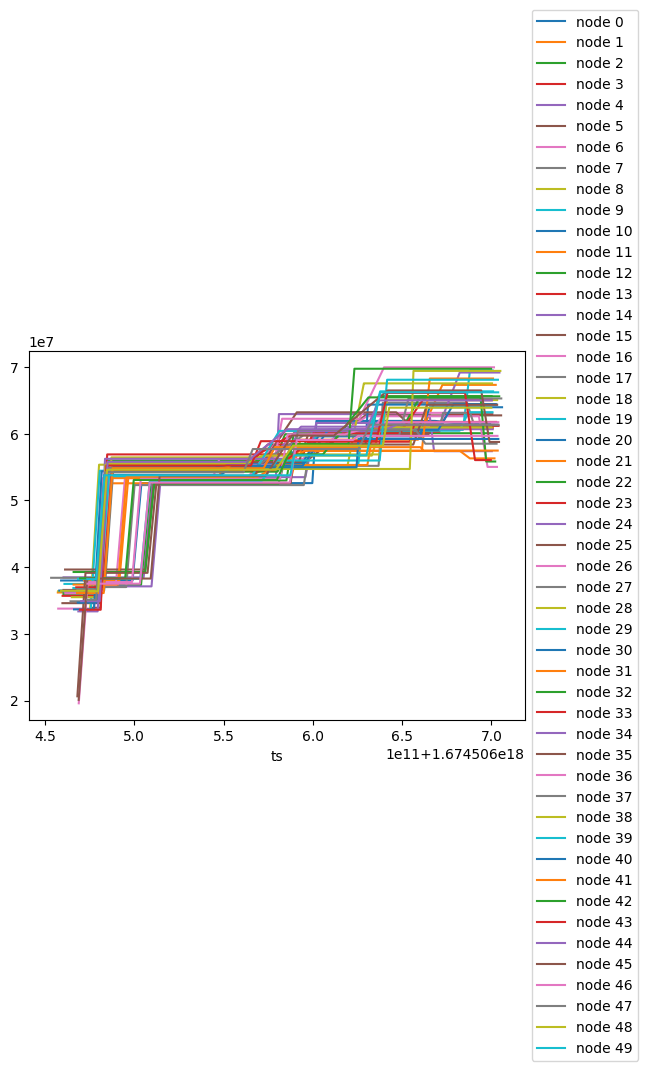 1e7
7
6
5
4
3
2
4.5 5.0 5.5 6.0 6.5 7.0
ts
1e11+1.674506e18
node 0
node 1
node 2
node 3
node 4
node 5
node 6
node 7
node 8
node 9
node 10
node 11
node 12
node 13
node 14
node 15
node 16
node 17
node 18
node 19
node 20
node 21
node 22
node 23
node 24
node 25
node 26
node 27
node 28
node 29
node 30
node 31
node 32
node 33
node 34
node 35
node 36
node 37
node 38
node 39
node 40
node 41
node 42
node 43
node 44
node 45
node 46
node 47
node 48
node 49